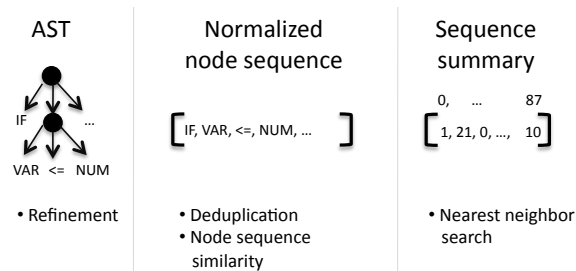 AST
IF
...
VAR <= NUM
• Refinement
Normalized
node sequence
[ IF, VAR, <=, NUM, ... ]
• Deduplication
• Node sequence
similarity
Sequence
summary
0, ... 87
[ 1, 21, 0, ..., 10 ]
• Nearest neighbor
search